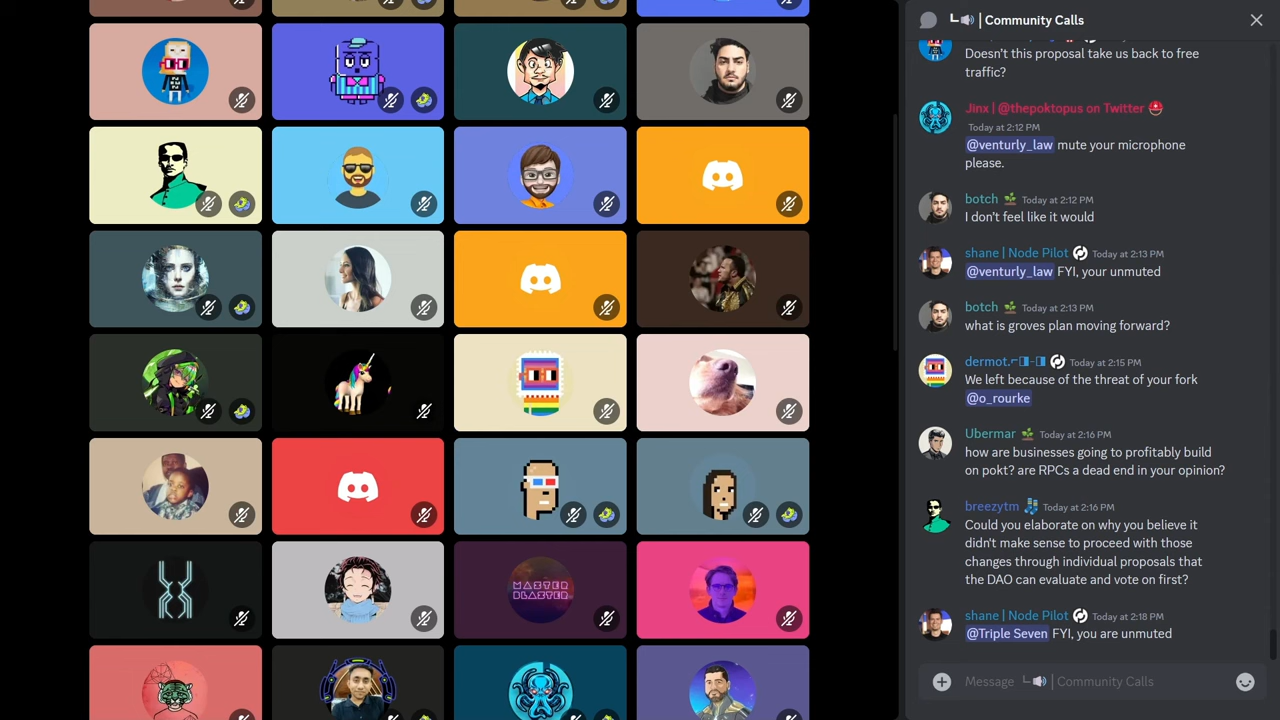 | Community Calls
Doesn't this proposal take us back to free
traffic?
Jinx | @thepoktopus on Twitter
Today at 2:12 PM
@venturly_law mute your microphone
please.
botch Today at 2:12 PM
I don't feel like it would
shane | Node Pilot Today at 2:13 PM
@venturly_law FYI, your unmuted
botch Today at 2:13 PM
what is groves plan moving forward?
dermot.⌐◨-◨ Today at 2:15 PM
We left because of the threat of your fork
@o_rourke
Ubermar Today at 2:16 PM
how are businesses going to profitably build
on pokt? are RPCs a dead end in your opinion?
breezytm Today at 2:16 PM
Could you elaborate on why you believe it
didn't make sense to proceed with those
changes through individual proposals that
the DAO can evaluate and vote on first?
shane | Node Pilot Today at 2:18 PM
@Triple Seven FYI, you are unmuted
Message | Community Calls
MASTER
BLASTER